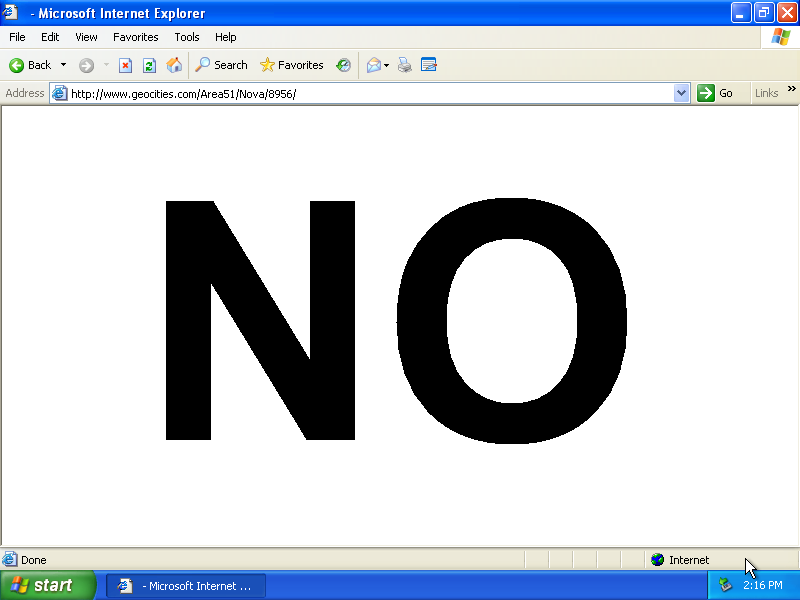 - Microsoft Internet Explorer
File Edit View Favorites Tools Help
Back Search Favorites
Address http://www.geocities.com/Area51/Nova/8956/ Go Links »
NO
Done Internet
start - Microsoft Internet ... 2:16 PM